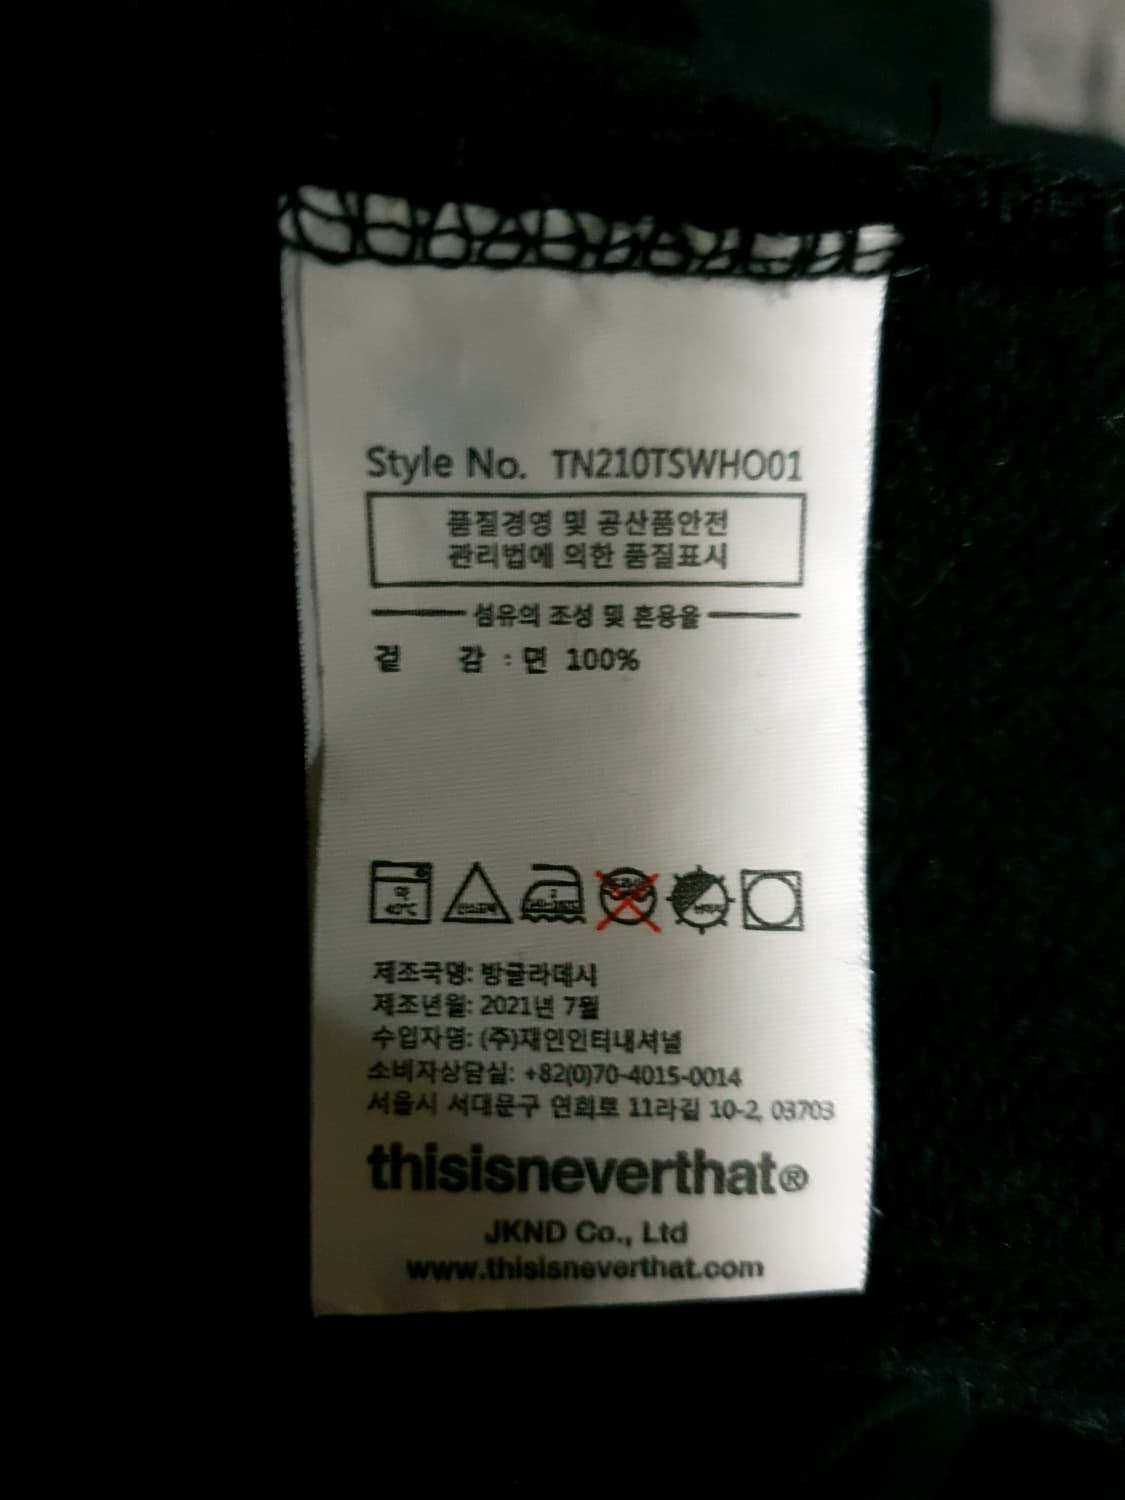 Style No. TN210TSWHO01
품질경영 및 공산품안전
관리법에 의한 품질표시
섬유의 조성 및 혼용율
겉 감 : 면 100%
약
40℃
2
제조국명: 방글라데시
제조년월: 2021년 7월
수입자명: (주)재인인터내셔널
소비자상담실: +82(0)70-4015-0014
서울시 서대문구 연희로 11라길 10-2, 03703
thisisneverthat®
JKND Co., Ltd
www.thisisneverthat.com